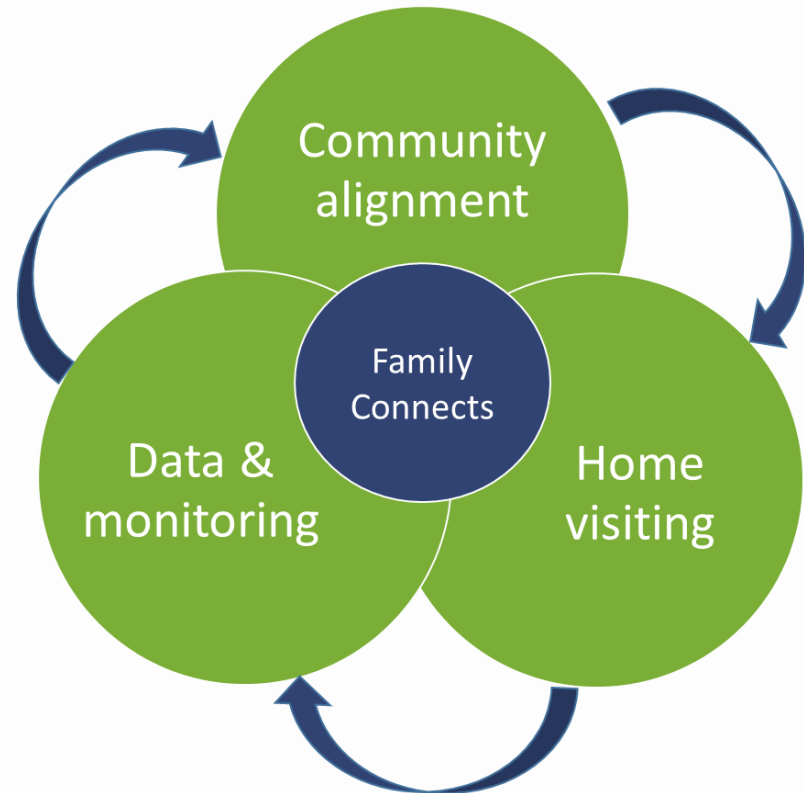 Community
alignment
Family
Connects
Data &
monitoring
Home
visiting